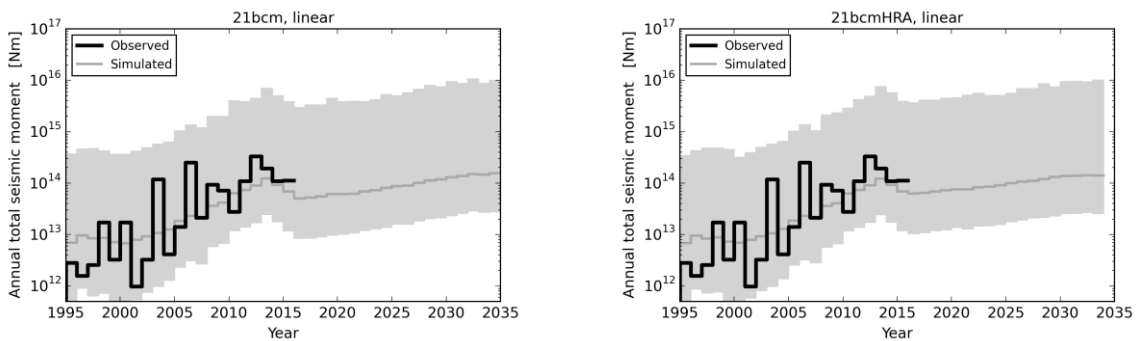 21bcm, linear
Annual total seismic moment [Nm]
10^17
10^16
10^15
10^14
10^13
10^12
Observed
Simulated
1995 2000 2005 2010 2015 2020 2025 2030 2035
Year
21bcmHRA, linear
Annual total seismic moment [Nm]
10^17
10^16
10^15
10^14
10^13
10^12
Observed
Simulated
1995 2000 2005 2010 2015 2020 2025 2030 2035
Year